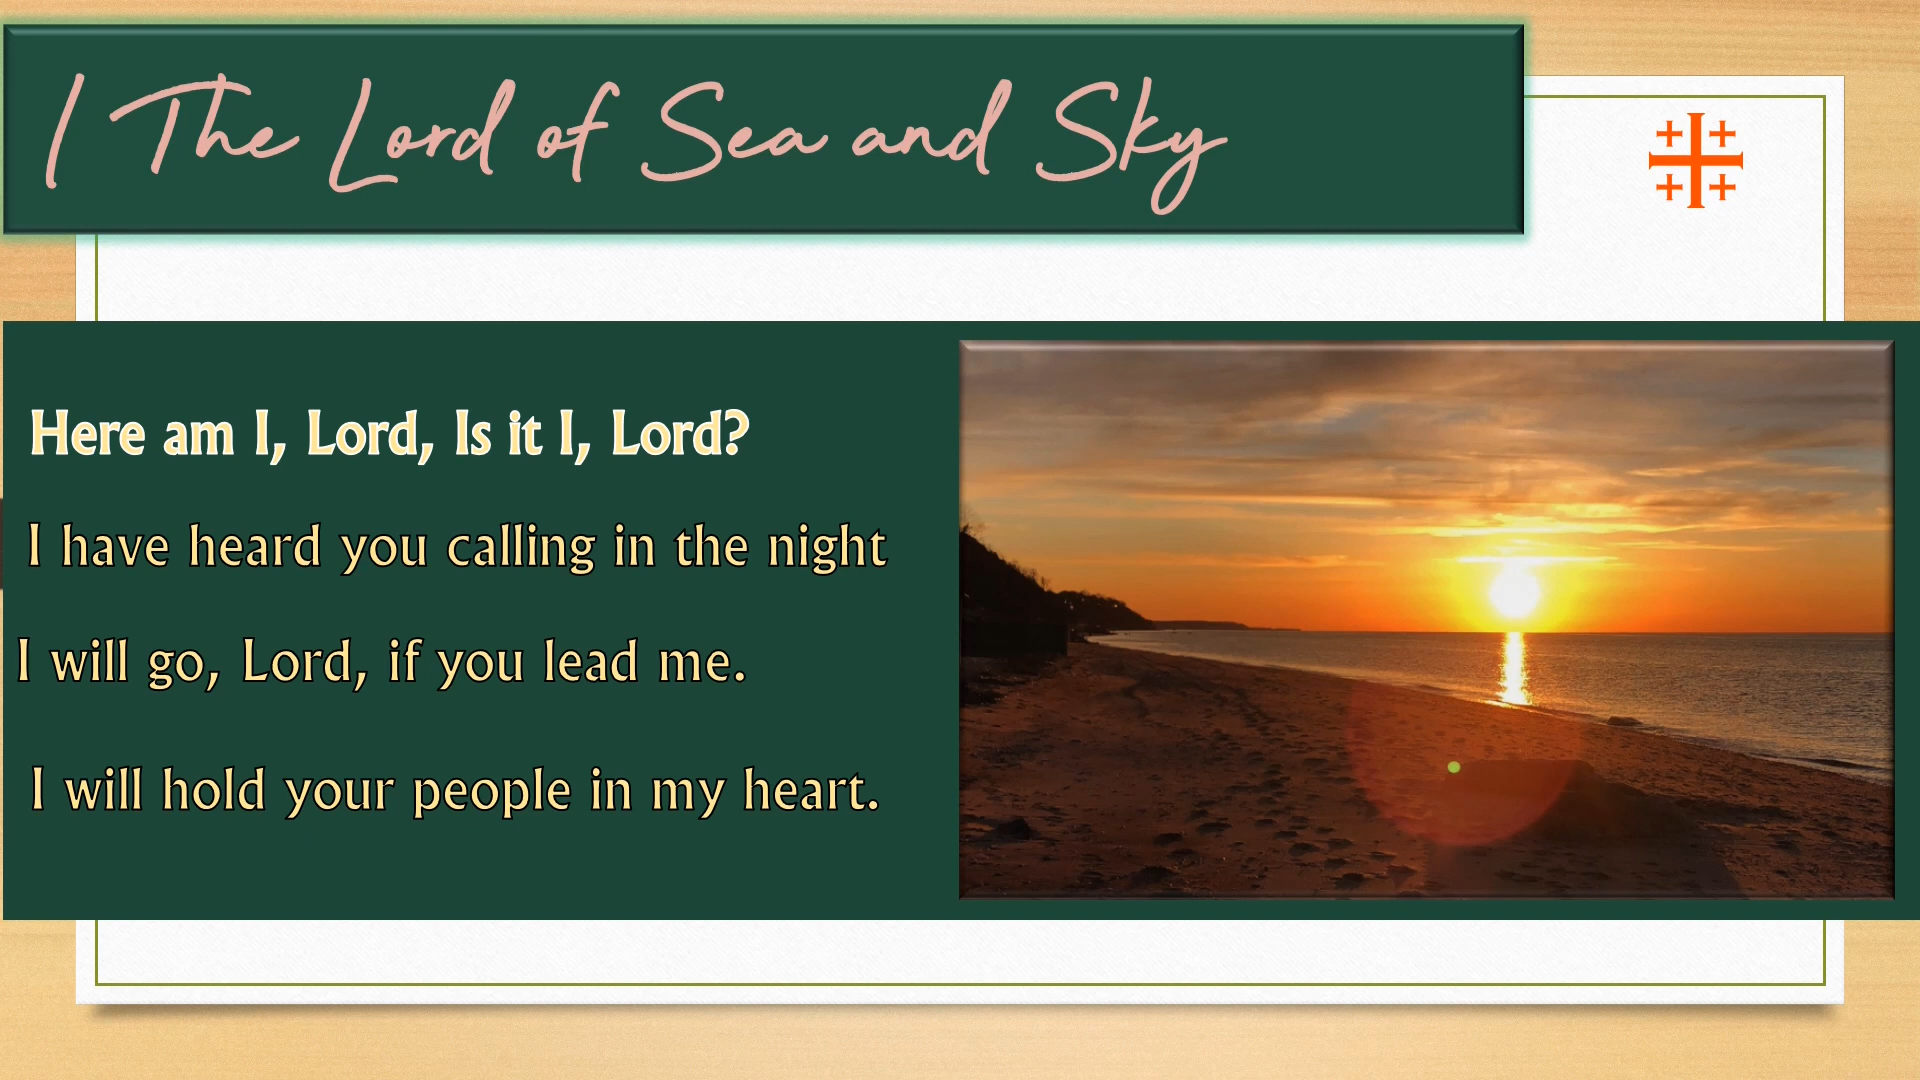 I The Lord of Sea and Sky
Here am I, Lord, Is it I, Lord?
I have heard you calling in the night
I will go, Lord, if you lead me.
I will hold your people in my heart.